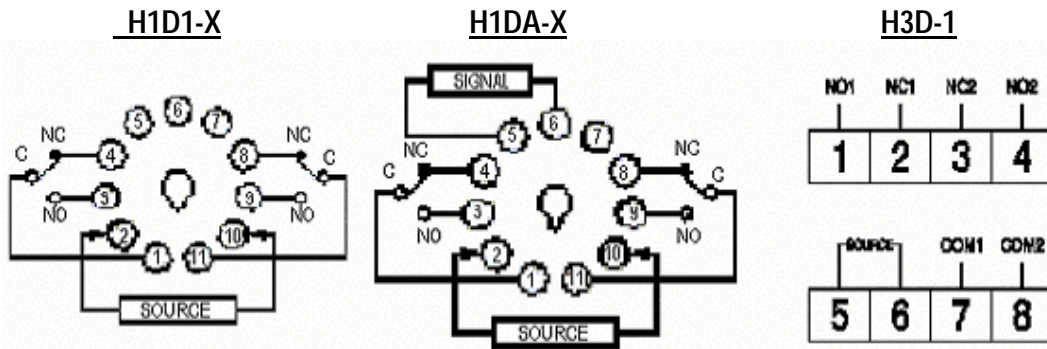 H1D1-X
H1DA-X
H3D-1
6
5
7
NC
NC
C
4
8
C
3
9
NO
NO
2
10
1
11
SOURCE
SIGNAL
6
5
7
NC
NC
C
4
8
C
3
9
NO
NO
2
10
1
11
SOURCE
NO1 NC1 NC2 NO2
1 2 3 4
SOURCE COM1 COM2
5 6 7 8